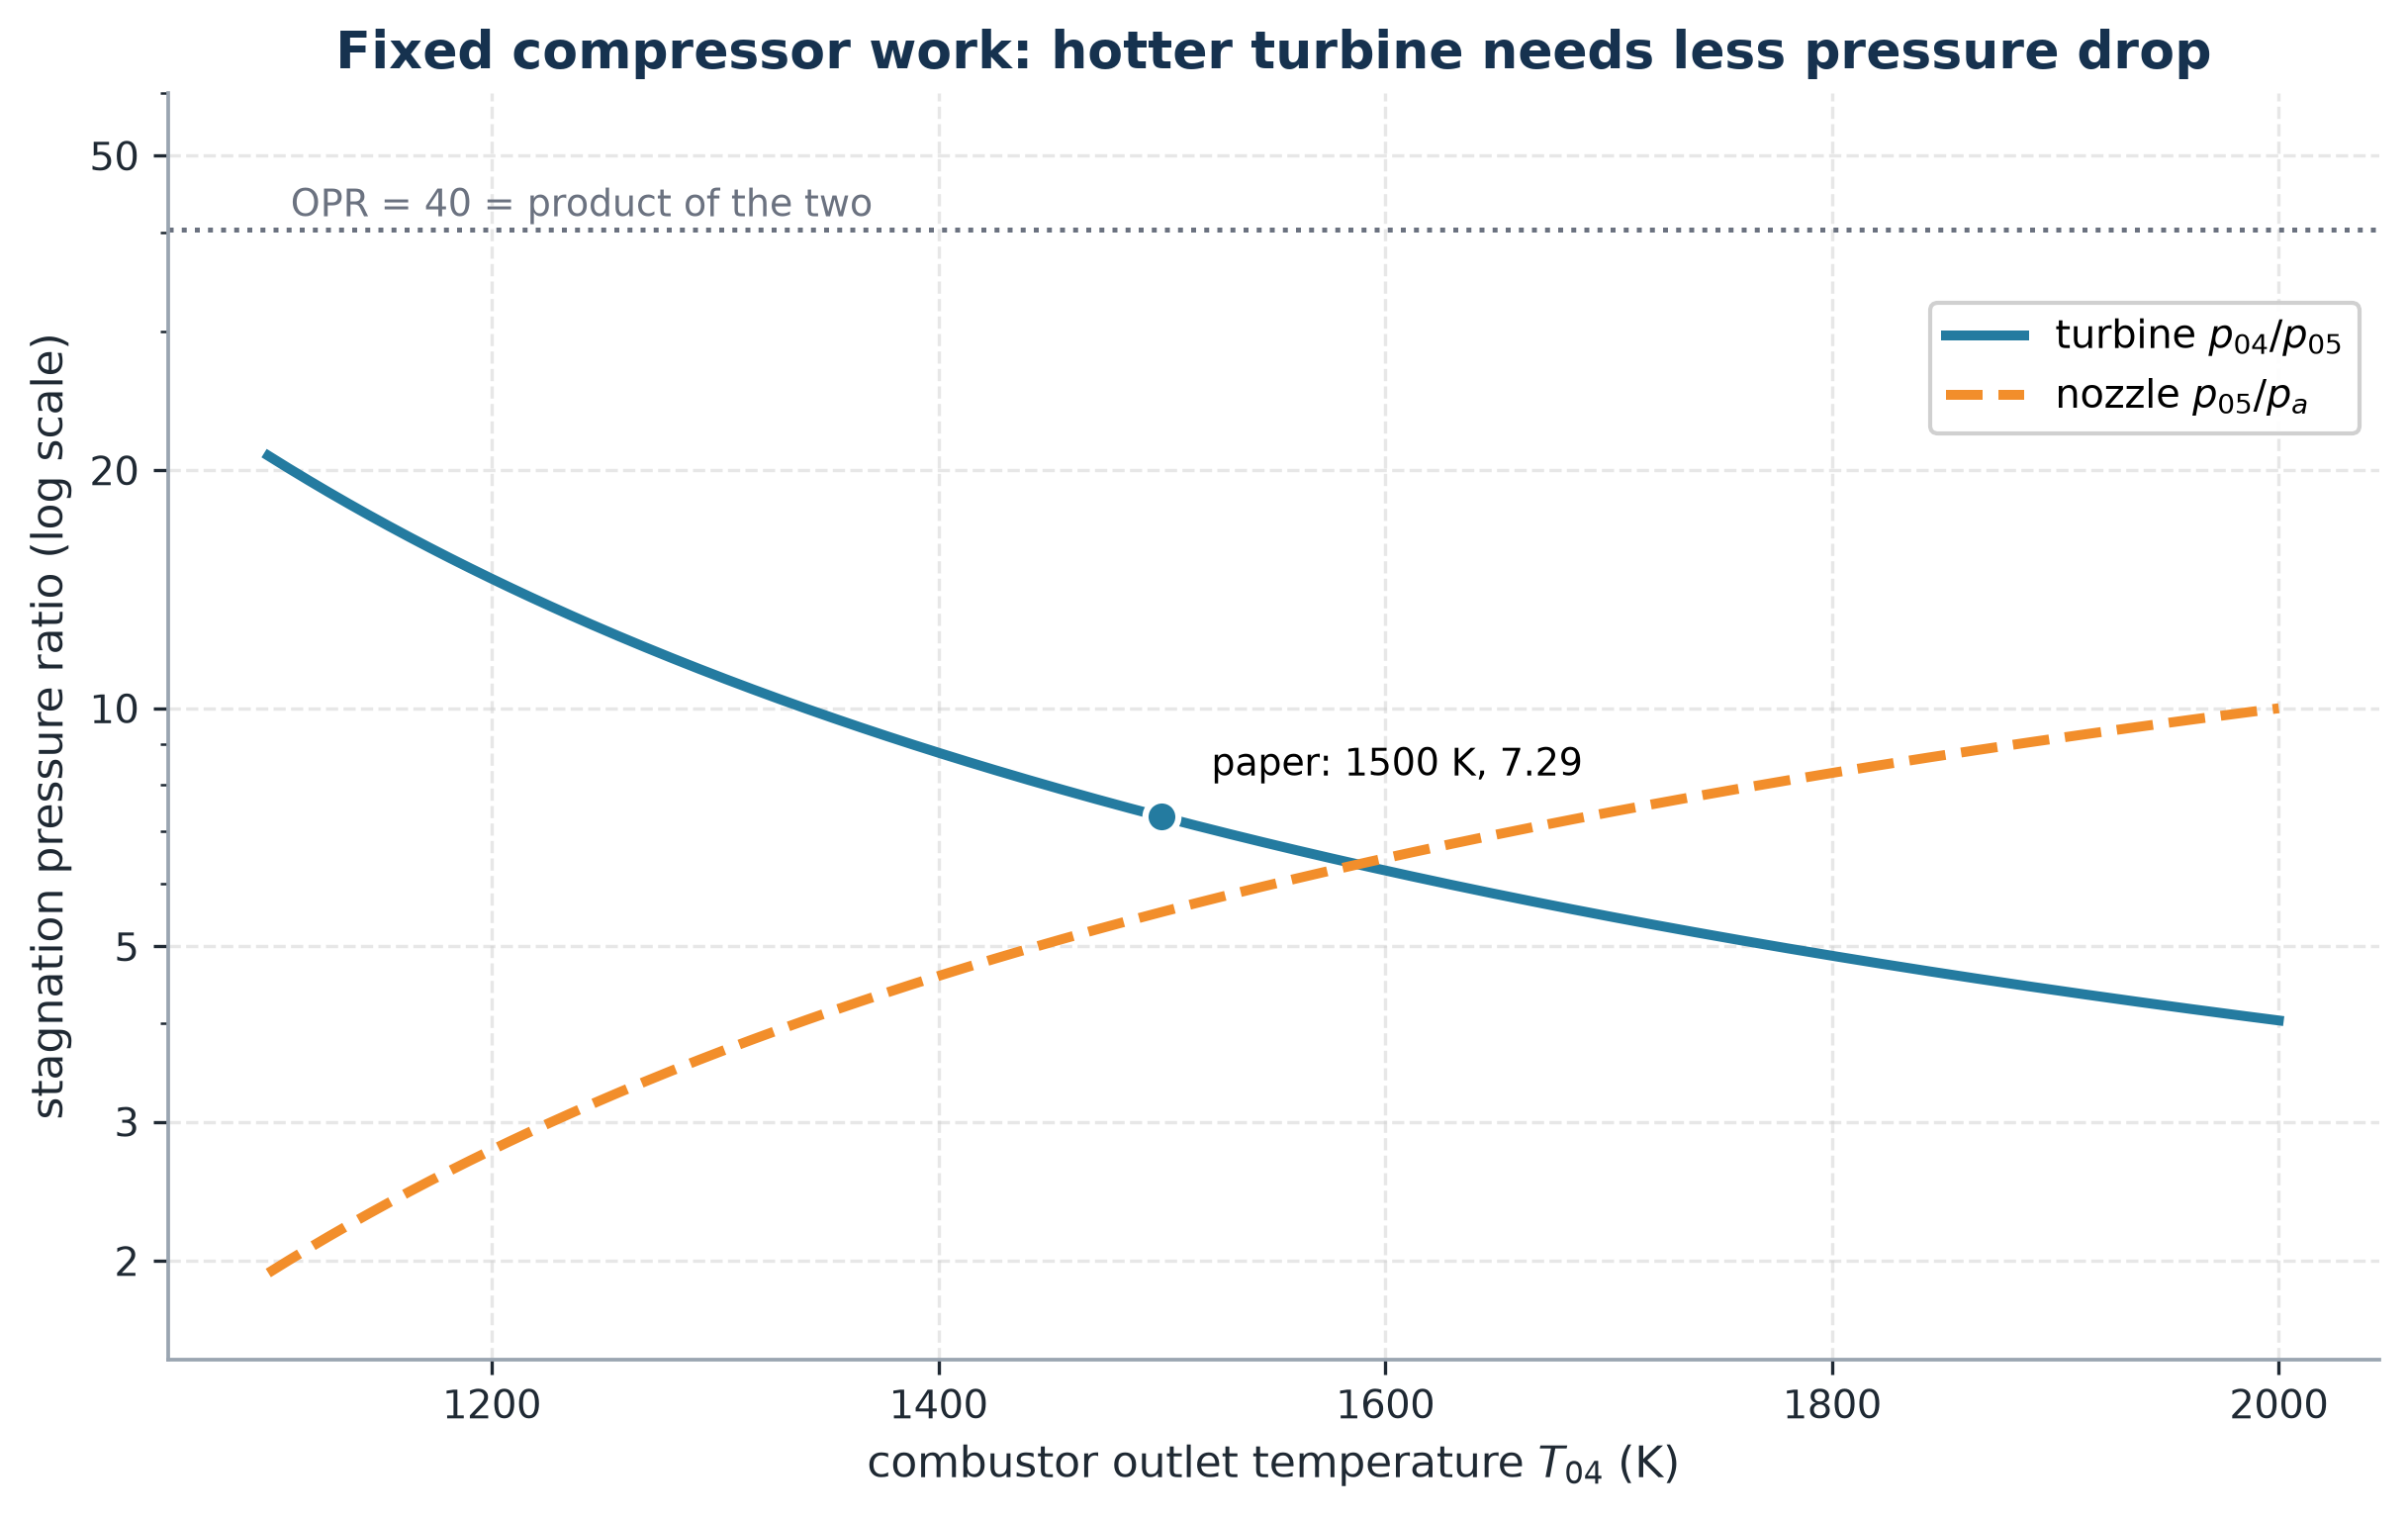 Fixed compressor work: hotter turbine needs less pressure drop
stagnation pressure ratio (log scale)
50
20
10
5
3
2
OPR = 40 = product of the two
turbine p₀₄/p₀₅
nozzle p₀₅/pₐ
paper: 1500 K, 7.29
1200
1400
1600
1800
2000
combustor outlet temperature T₀₄ (K)